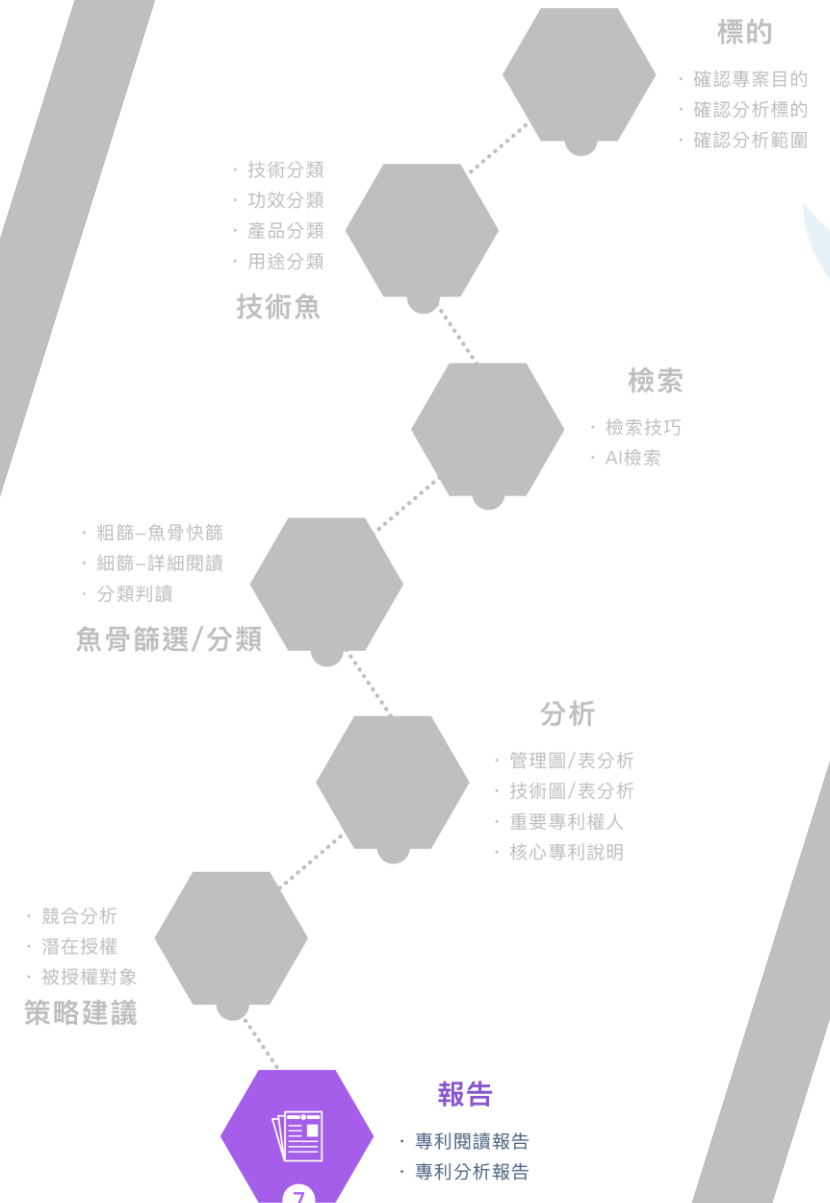 標的
· 確認專案目的
· 確認分析標的
· 確認分析範圍
· 技術分類
· 功效分類
· 產品分類
· 用途分類
技術魚
檢索
· 檢索技巧
· AI檢索
· 粗篩–魚骨快篩
· 細篩–詳細閱讀
· 分類判讀
魚骨篩選/分類
分析
· 管理圖/表分析
· 技術圖/表分析
· 重要專利權人
· 核心專利說明
· 競合分析
· 潛在授權
· 被授權對象
策略建議
報告
· 專利閱讀報告
· 專利分析報告
7